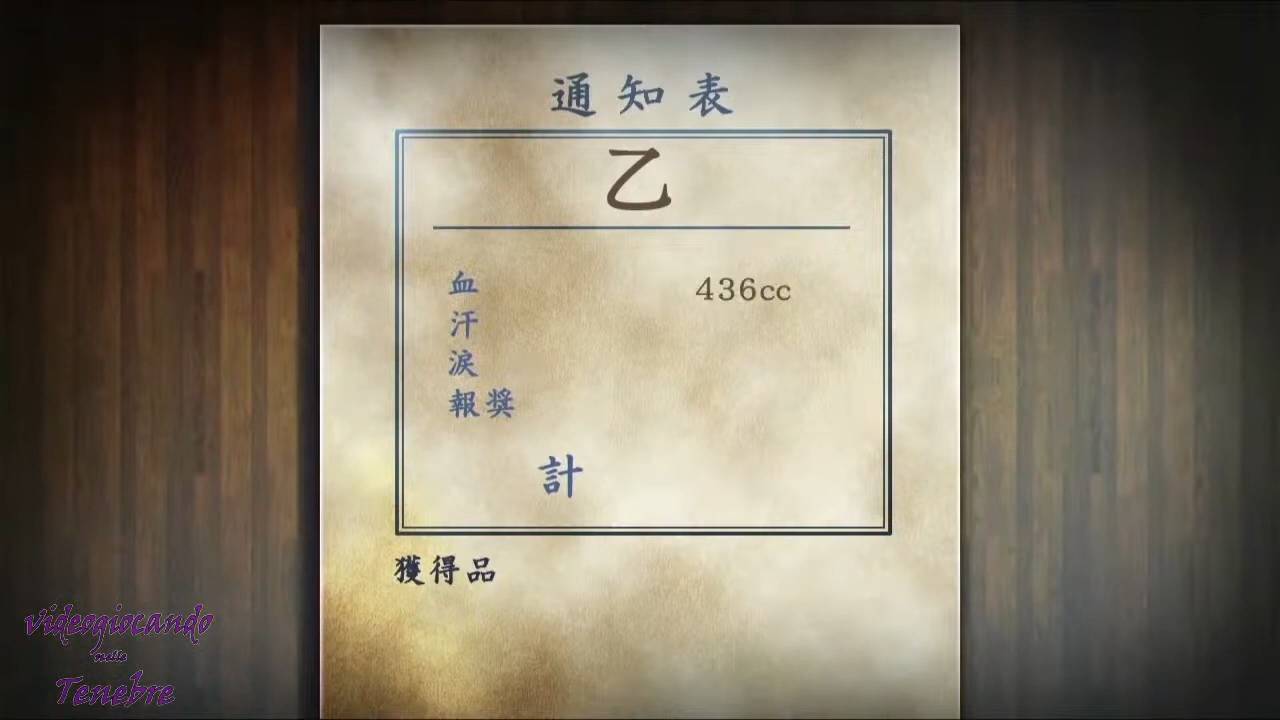 通知表
乙
血 436cc
汗
涙
報奨
計
獲得品
videogiocando
nelle
Tenebre